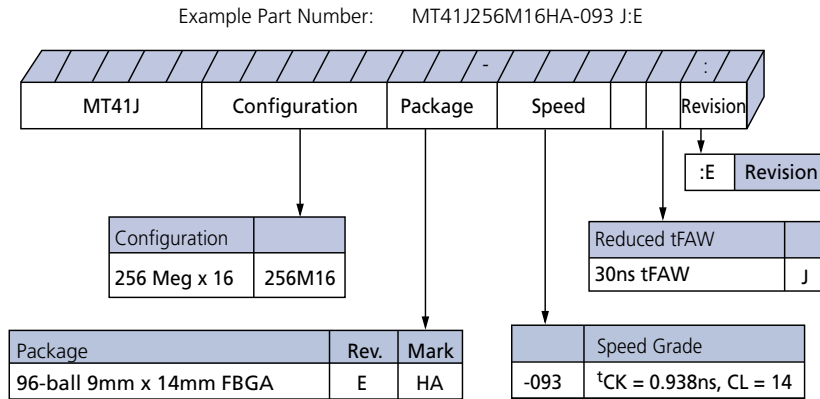 Example Part Number: MT41J256M16HA-093 J:E
- :
MT41J Configuration Package Speed Revision
:E Revision
Configuration
256 Meg x 16 256M16
Reduced tFAW
30ns tFAW J
Package Rev. Mark
96-ball 9mm x 14mm FBGA E HA
Speed Grade
-093 tCK = 0.938ns, CL = 14